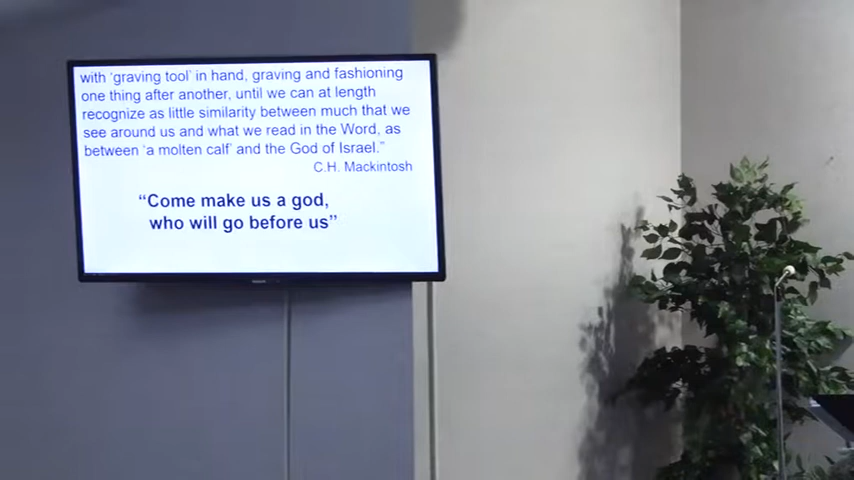 with ‘graving tool’ in hand, graving and fashioning
one thing after another, until we can at length
recognize as little similarity between much that we
see around us and what we read in the Word, as
between ‘a molten calf’ and the God of Israel.”
C.H. Mackintosh
“Come make us a god,
who will go before us”